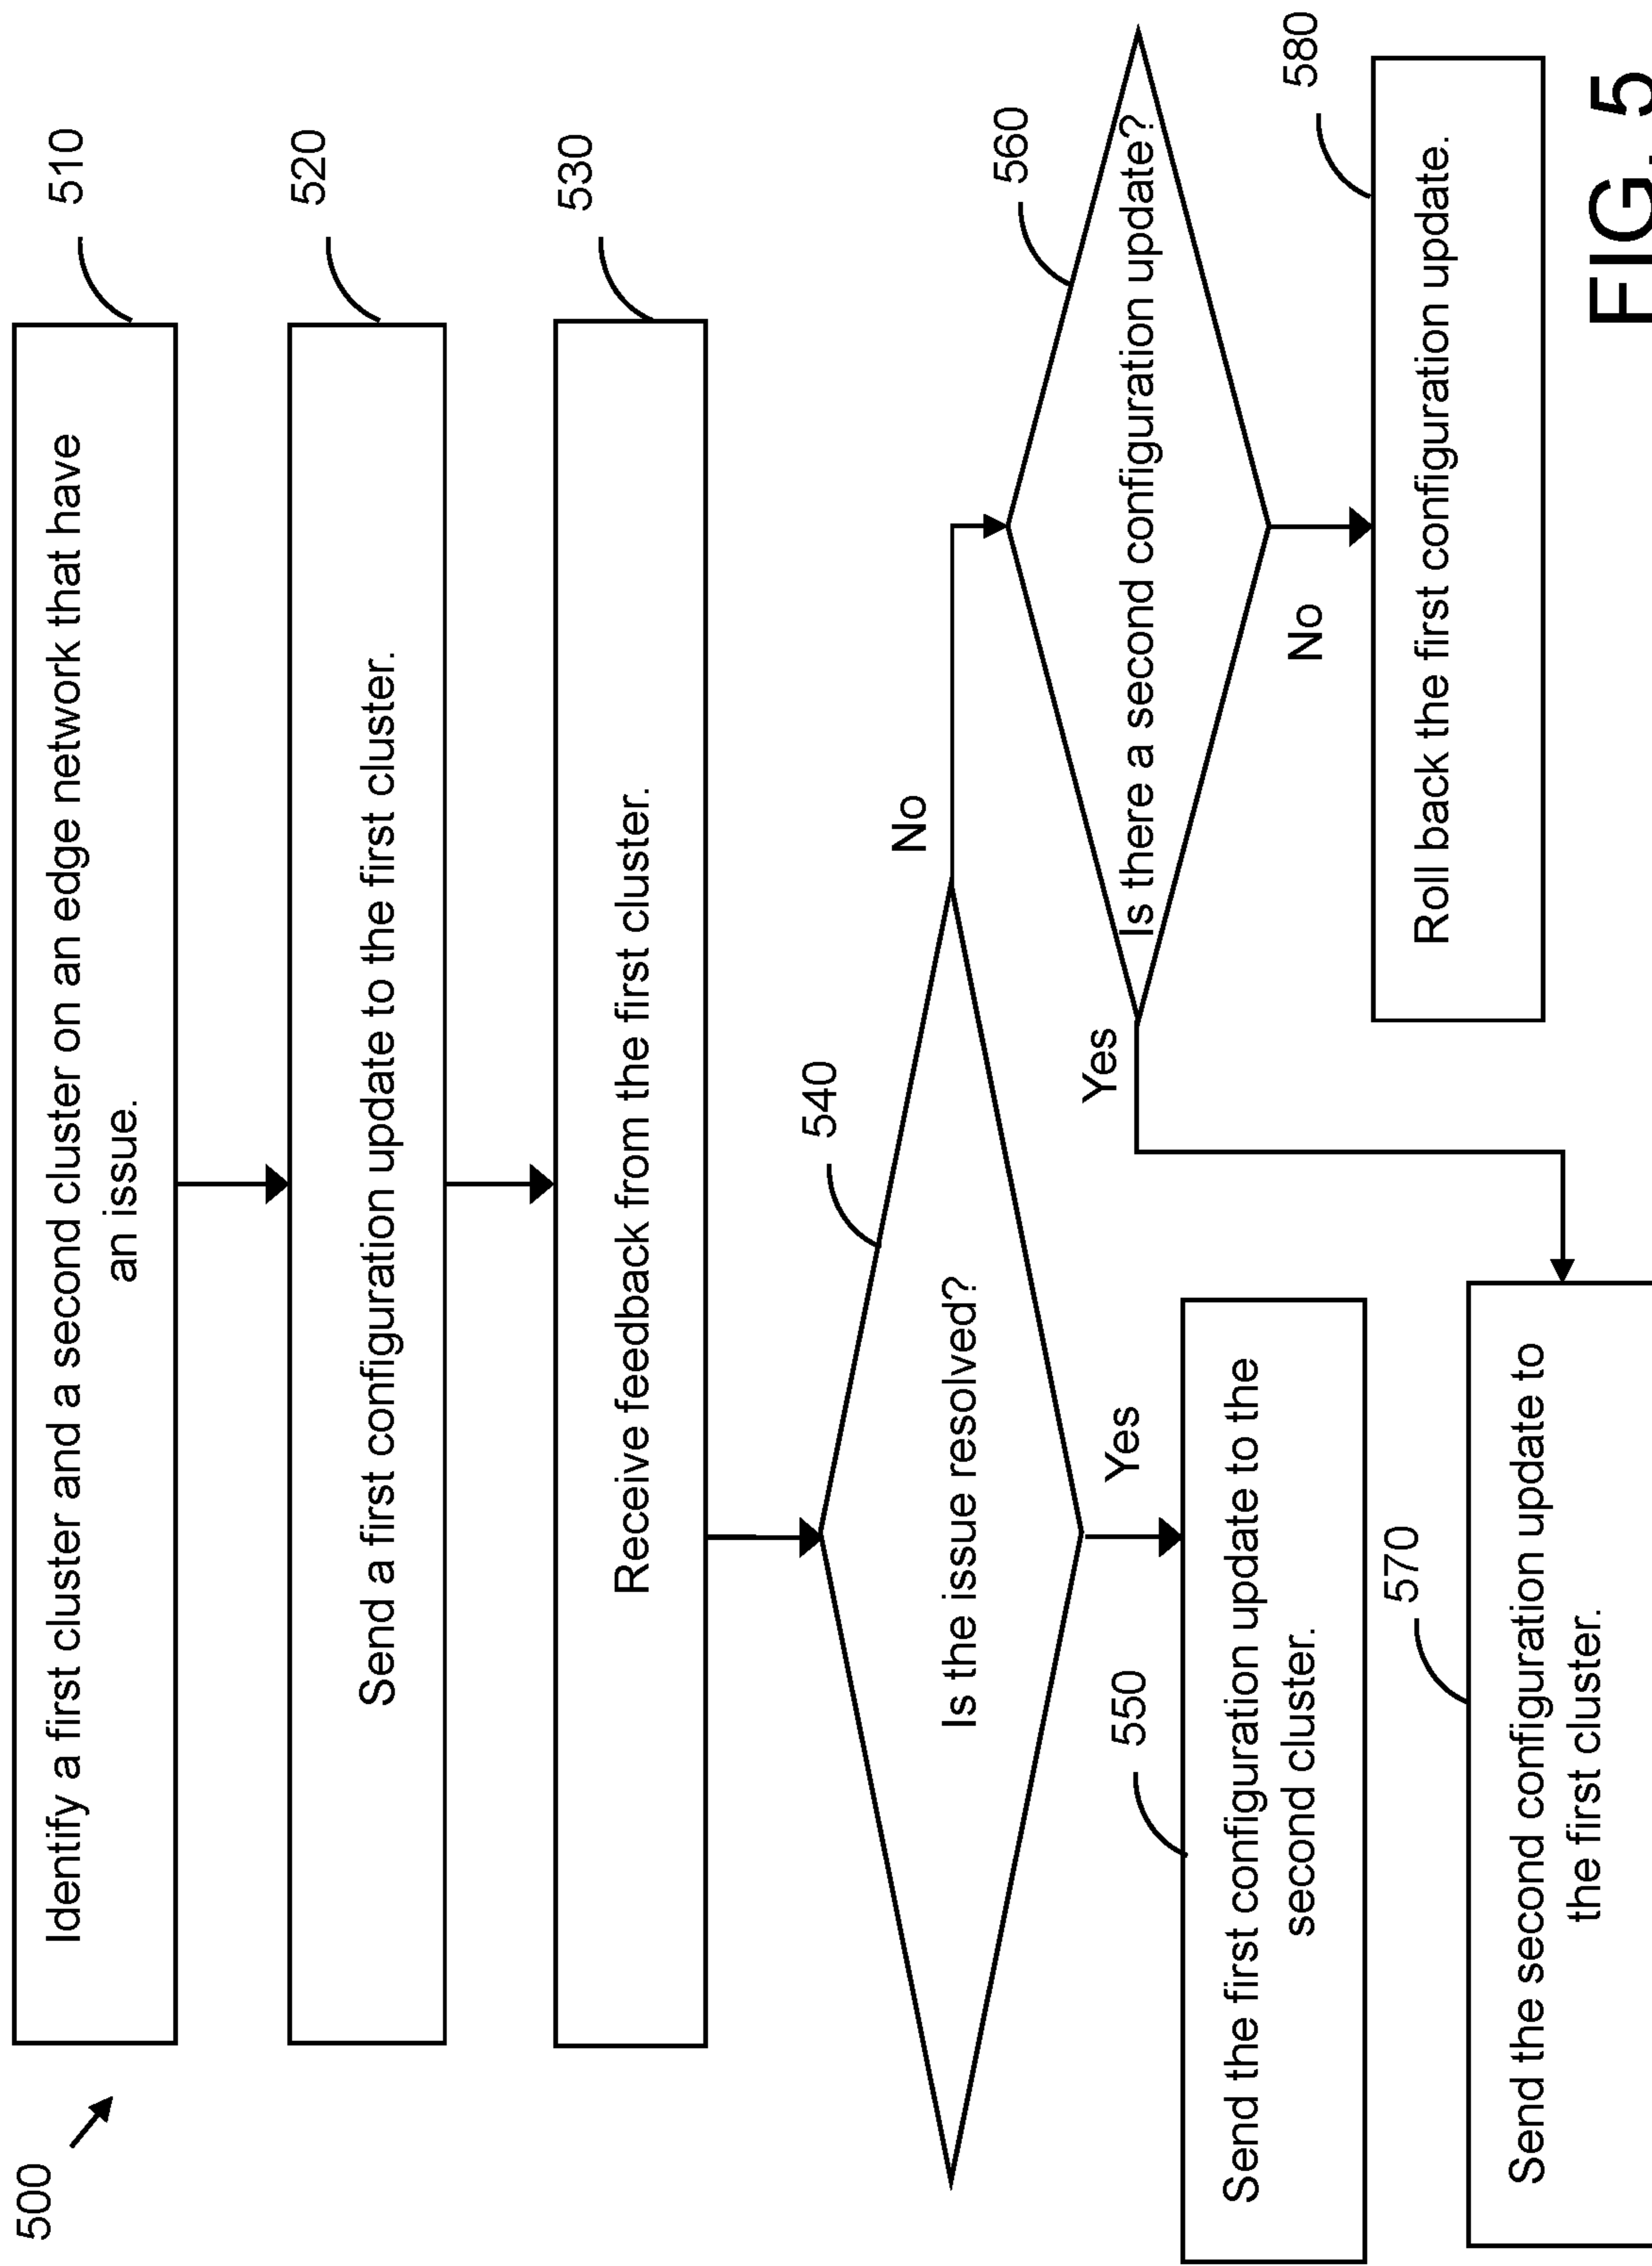 500
510
Identify a first cluster and a second cluster on an edge network that have
an issue.
520
Send a first configuration update to the first cluster.
530
Receive feedback from the first cluster.
540
Is the issue resolved?
No
Yes
560
Is there a second configuration update?
Yes
No
550
Send the first configuration update to the
second cluster.
580
Roll back the first configuration update.
570
Send the second configuration update to
the first cluster.
FIG. 5